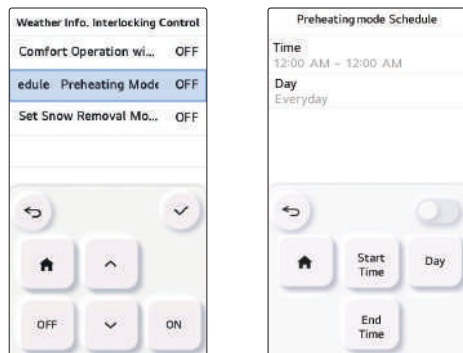 Weather Info. Interlocking Control
Comfort Operation wi... OFF
edule Preheating Mode OFF
Set Snow Removal Mo... OFF
OFF
ON
Preheating mode Schedule
Time
12:00 AM – 12:00 AM
Day
Everyday
Start
Time
Day
End
Time